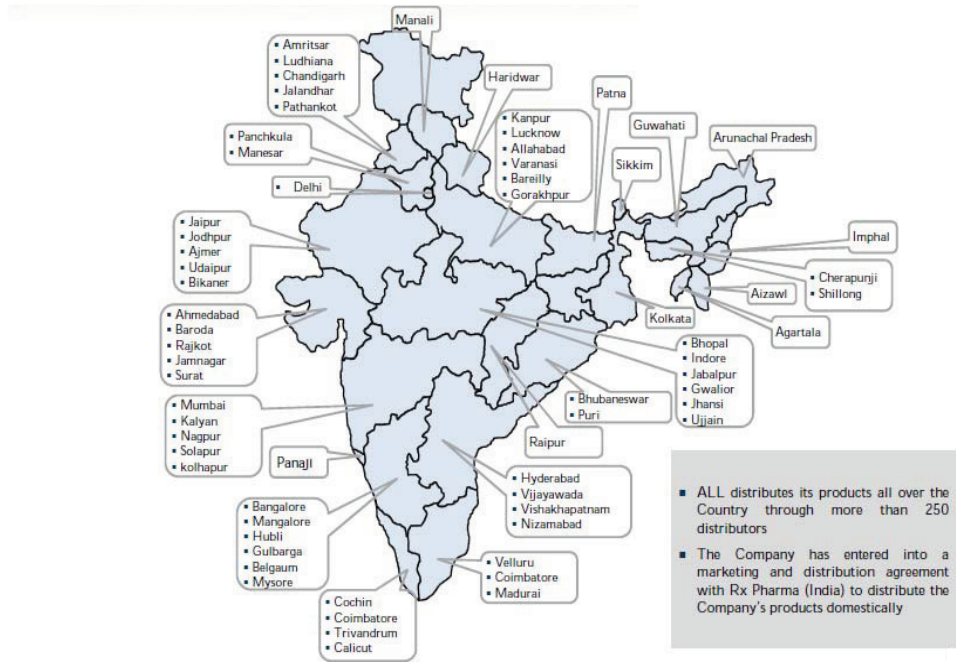 Manali
Amritsar
Ludhiana
Chandigarh
Jalandhar
Pathankot
Haridwar
Patna
Guwahati
Arunachal Pradesh
Panchkula
Manesar
Kanpur
Lucknow
Allahabad
Varanasi
Bareilly
Gorakhpur
Sikkim
Delhi
Jaipur
Jodhpur
Ajmer
Udaipur
Bikaner
Imphal
Cherapunji
Shillong
Aizawl
Agartala
Kolkata
Ahmedabad
Baroda
Rajkot
Jamnagar
Surat
Bhopal
Indore
Jabalpur
Gwalior
Jhansi
Ujjain
Bhubaneswar
Puri
Raipur
Mumbai
Kalyan
Nagpur
Solapur
kolhapur
Panaji
Hyderabad
Vijayawada
Vishakhapatnam
Nizamabad
Bangalore
Mangalore
Hubli
Gulbarga
Belgaum
Mysore
Velluru
Coimbatore
Madurai
Cochin
Coimbatore
Trivandrum
Calicut
ALL distributes its products all over the
Country through more than 250
distributors
The Company has entered into a
marketing and distribution agreement
with Rx Pharma (India) to distribute the
Company's products domestically